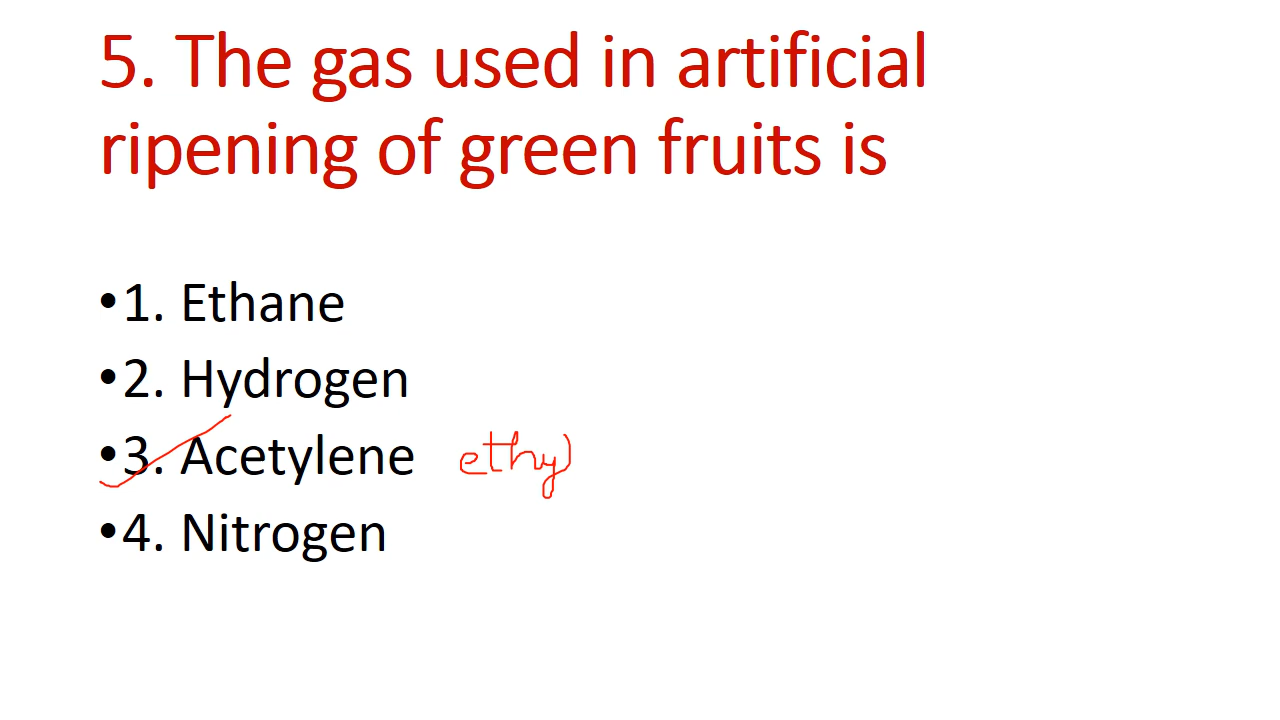 5. The gas used in artificial
ripening of green fruits is
•1. Ethane
•2. Hydrogen
•3. Acetylene ethyl
•4. Nitrogen